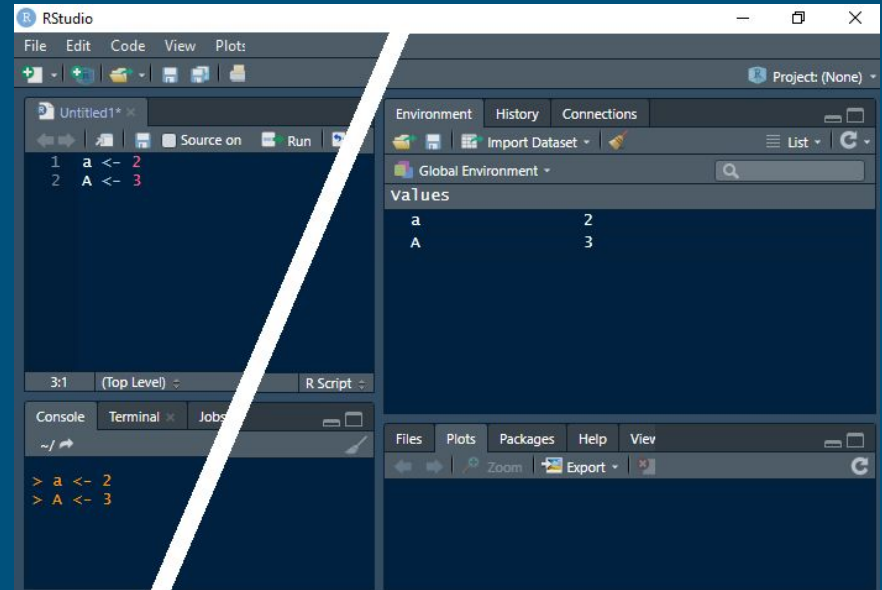 R RStudio
File Edit Code View Plots
Project: (None)
Untitled1*
Source on Run
1 a <- 2
2 A <- 3
3:1 (Top Level) R Script
Console Terminal Jobs
~/
> a <- 2
> A <- 3
Environment History Connections
Import Dataset List
Global Environment
Values
a 2
A 3
Files Plots Packages Help View
Zoom Export